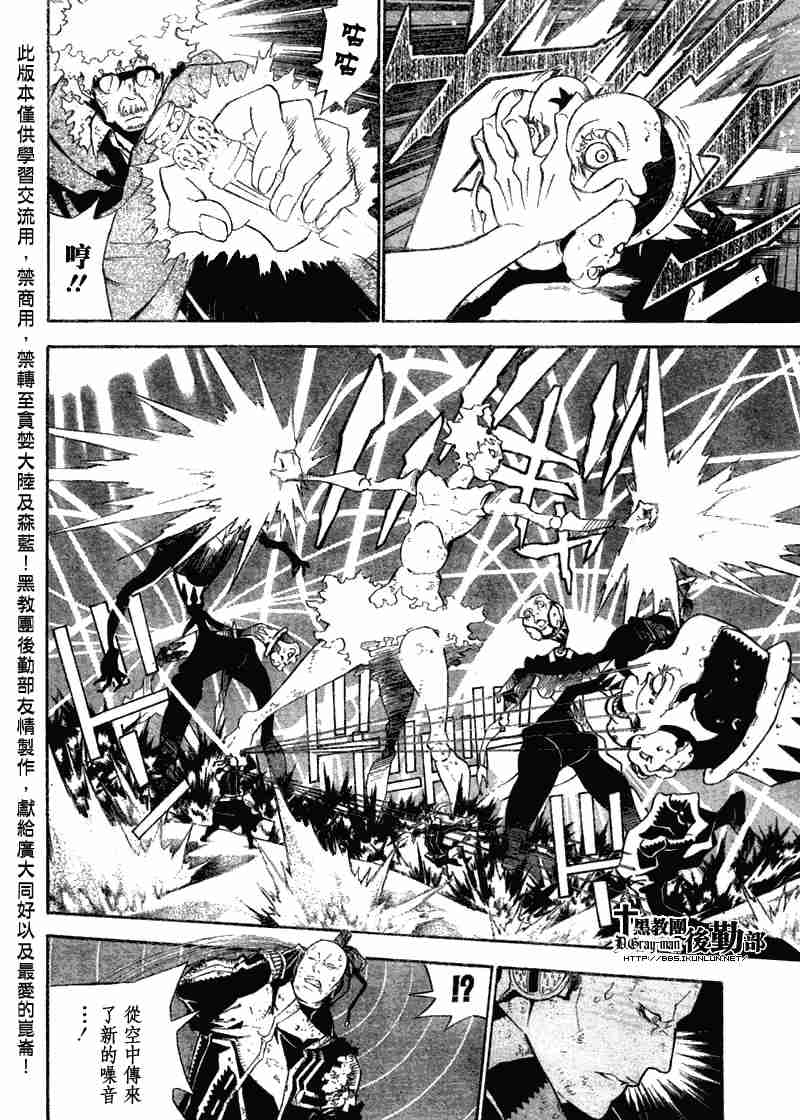 此版本僅供學習交流用，禁商用，禁轉至貪婪大陸及森藍！黑教團後勤部友情製作，獻給廣大同好以及最愛的崑崙！
咕咕
哼!!
黑教團
D.Gray-man 後勤部
HTTP://BBS.IKUNLUN.NET/
!?
從空中傳來
了新的噪音
……